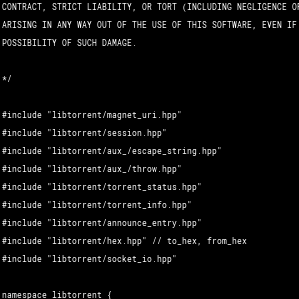 CONTRACT, STRICT LIABILITY, OR TORT (INCLUDING NEGLIGENCE
ARISING IN ANY WAY OUT OF THE USE OF THIS SOFTWARE, EVEN IF
POSSIBILITY OF SUCH DAMAGE.
*/
#include "libtorrent/magnet_uri.hpp"
#include "libtorrent/session.hpp"
#include "libtorrent/aux_/escape_string.hpp"
#include "libtorrent/aux_/throw.hpp"
#include "libtorrent/torrent_status.hpp"
#include "libtorrent/torrent_info.hpp"
#include "libtorrent/announce_entry.hpp"
#include "libtorrent/hex.hpp" // to_hex, from_hex
#include "libtorrent/socket_io.hpp"
namespace libtorrent {